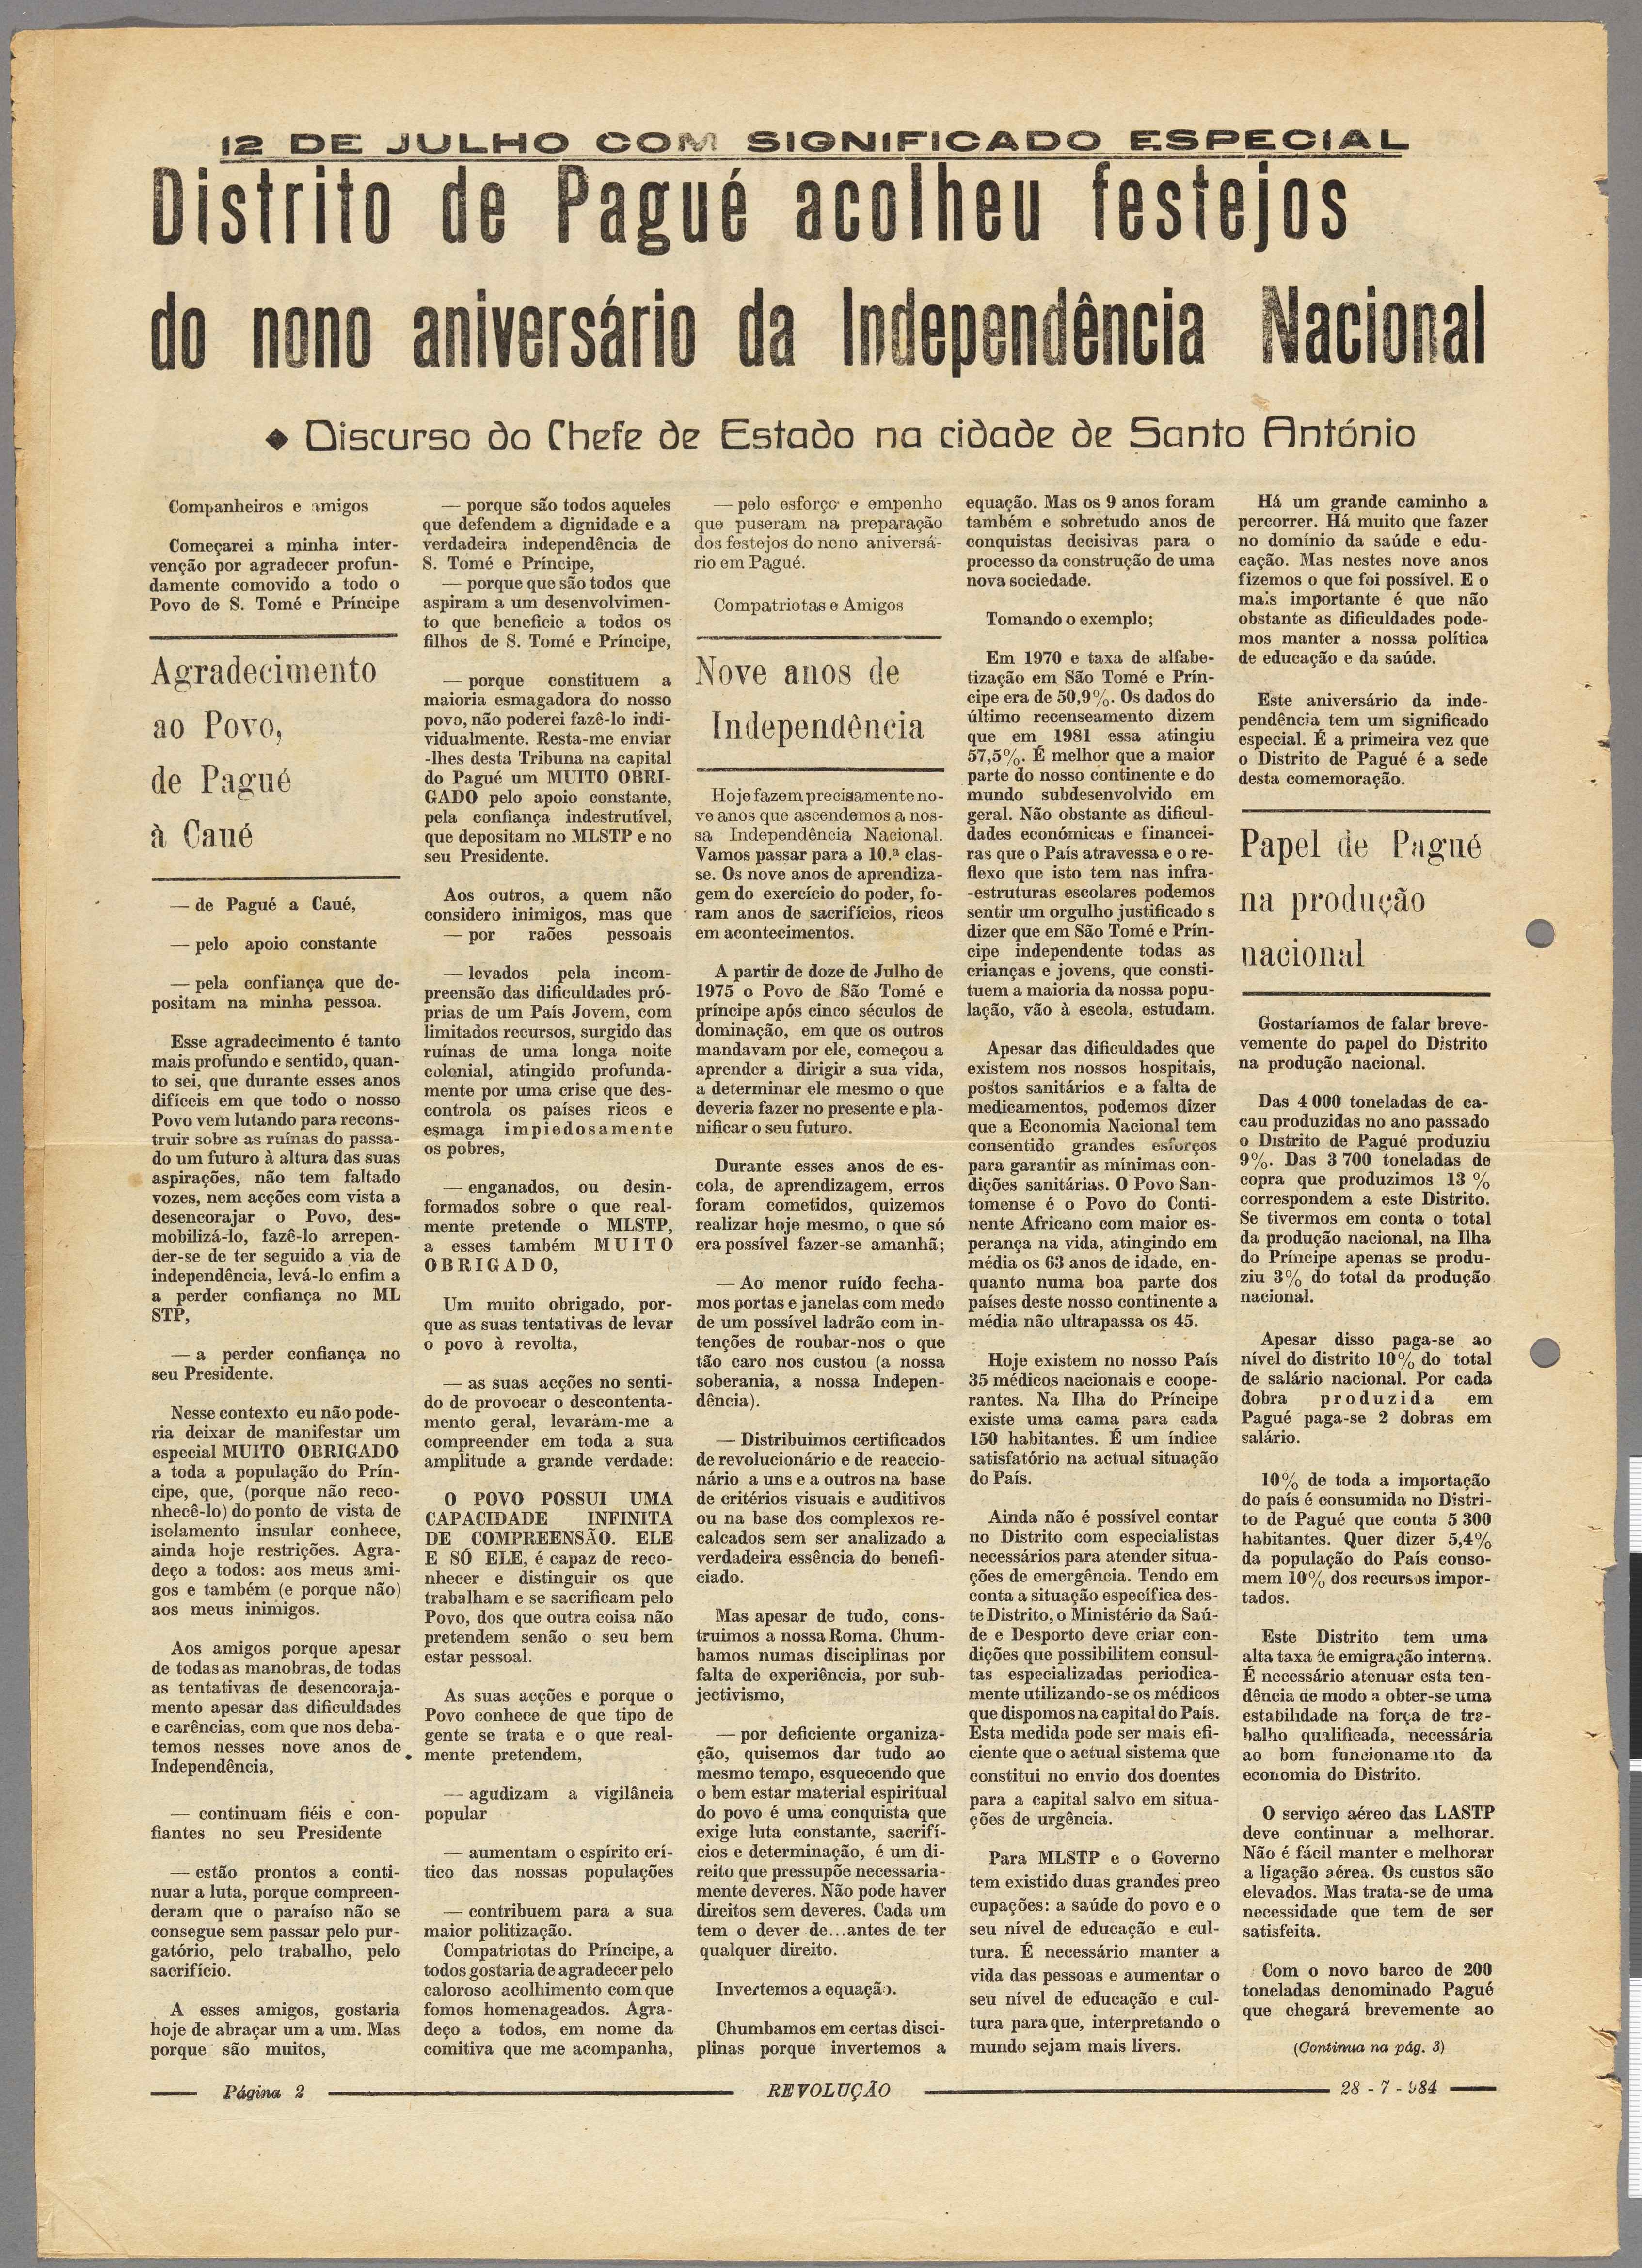 12 DE JULHO COM SIGNIFICADO ESPECIAL
Distrito de Pagué acolheu festejos
do nono aniversário da Independência Nacional
◆ Discurso do Chefe de Estado na cidade de Santo António
Companheiros e amigos
Começarei a minha inter-
venção por agradecer profun-
damente comovido a todo o
Povo de S. Tomé e Príncipe
Agradecimento
ao Povo,
de Pagué
à Caué
— de Pagué a Caué,
— pelo apoio constante
— pela confiança que de-
positam na minha pessoa.
Esse agradecimento é tanto
mais profundo e sentido, quan-
to sei, que durante esses anos
difíceis em que todo o nosso
Povo vem lutando para recons-
truir sobre as ruínas do passa-
do um futuro à altura das suas
aspirações, não tem faltado
vozes, nem acções com vista a
desencorajar o Povo, des-
mobilizá-lo, fazê-lo arrepen-
der-se de ter seguido a via de
independência, levá-lo enfim a
a perder confiança no ML
STP,
— a perder confiança no
seu Presidente.
Nesse contexto eu não pode-
ria deixar de manifestar um
especial MUITO OBRIGADO
a toda a população do Prín-
cipe, que, (porque não reco-
nhecê-lo) do ponto de vista de
isolamento insular conhece,
ainda hoje restrições. Agra-
deço a todos: aos meus ami-
gos e também (e porque não)
aos meus inimigos.
Aos amigos porque apesar
de todas as manobras, de todas
as tentativas de desencoraja-
mento apesar das dificuldades
e carências, com que nos deba-
temos nesses nove anos de
Independência,
— continuam fiéis e con-
fiantes no seu Presidente
— estão prontos a conti-
nuar a luta, porque compreen-
deram que o paraíso não se
consegue sem passar pelo pur-
gatório, pelo trabalho, pelo
sacrifício.
A esses amigos, gostaria
hoje de abraçar um a um. Mas
porque são muitos,
— porque são todos aqueles
que defendem a dignidade e a
verdadeira independência de
S. Tomé e Príncipe,
— porque que são todos que
aspiram a um desenvolvimen-
to que beneficie a todos os
filhos de S. Tomé e Príncipe,
— porque constituem a
maioria esmagadora do nosso
povo, não poderei fazê-lo indi-
vidualmente. Resta-me enviar
-lhes desta Tribuna na capital
do Pagué um MUITO OBRI-
GADO pelo apoio constante,
pela confiança indestrutível,
que depositam no MLSTP e no
seu Presidente.
Aos outros, a quem não
considero inimigos, mas que
— por raões pessoais
— levados pela incom-
preensão das dificuldades pró-
prias de um País Jovem, com
limitados recursos, surgido das
ruínas de uma longa noite
colonial, atingido profunda-
mente por uma crise que des-
controla os países ricos e
esmaga impiedosamente
os pobres,
— enganados, ou desin-
formados sobre o que real-
mente pretende o MLSTP,
a esses também MUITO
OBRIGADO,
Um muito obrigado, por-
que as suas tentativas de levar
o povo à revolta,
— as suas acções no senti-
do de provocar o descontenta-
mento geral, levaram-me a
compreender em toda a sua
amplitude a grande verdade:
O POVO POSSUI UMA
CAPACIDADE INFINITA
DE COMPREENSÃO. ELE
E SÓ ELE, é capaz de reco-
nhecer e distinguir os que
trabalham e se sacrificam pelo
Povo, dos que outra coisa não
pretendem senão o seu bem
estar pessoal.
As suas acções e porque o
Povo conhece de que tipo de
gente se trata e o que real-
mente pretendem,
— agudizam a vigilância
popular
— aumentam o espírito crí-
tico das nossas populações
— contribuem para a sua
maior politização.
Compatriotas do Príncipe, a
todos gostaria de agradecer pelo
caloroso acolhimento com que
fomos homenageados. Agra-
deço a todos, em nome da
comitiva que me acompanha,
— pelo esforço e empenho
que puseram na preparação
dos festejos do nono aniversá-
rio em Pagué.
Compatriotas e Amigos
Nove anos de
Independência
Hoje fazem precisamente no-
ve anos que ascendemos a nos-
sa Independência Nacional.
Vamos passar para a 10.ª clas-
se. Os nove anos de aprendiza-
gem do exercício do poder, fo-
ram anos de sacrifícios, ricos
em acontecimentos.
A partir de doze de Julho de
1975 o Povo de São Tomé e
príncipe após cinco séculos de
dominação, em que os outros
mandavam por ele, começou a
aprender a dirigir a sua vida,
a determinar ele mesmo o que
deveria fazer no presente e pla-
nificar o seu futuro.
Durante esses anos de es-
cola, de aprendizagem, erros
foram cometidos, quizemos
realizar hoje mesmo, o que só
era possível fazer-se amanhã;
— Ao menor ruído fecha-
mos portas e janelas com medo
de um possível ladrão com in-
tenções de roubar-nos o que
tão caro nos custou (a nossa
soberania, a nossa Indepen-
dência).
— Distribuimos certificados
de revolucionário e de reaccio-
nário a uns e a outros na base
de critérios visuais e auditivos
ou na base dos complexos re-
calcados sem ser analizado a
verdadeira essência do benefi-
ciado.
Mas apesar de tudo, cons-
truimos a nossa Roma. Chum-
bamos numas disciplinas por
falta de experiência, por sub-
jectivismo,
— por deficiente organiza-
ção, quisemos dar tudo ao
mesmo tempo, esquecendo que
o bem estar material espiritual
do povo é uma conquista que
exige luta constante, sacrifí-
cios e determinação, é um di-
reito que pressupõe necessaria-
mente deveres. Não pode haver
direitos sem deveres. Cada um
tem o dever de...antes de ter
qualquer direito.
Invertemos a equação.
Chumbamos em certas disci-
plinas porque invertemos a
equação. Mas os 9 anos foram
também e sobretudo anos de
conquistas decisivas para o
processo da construção de uma
nova sociedade.
Tomando o exemplo;
Em 1970 e taxa de alfabe-
tização em São Tomé e Prín-
cipe era de 50,9%. Os dados do
último recenseamento dizem
que em 1981 essa atingiu
57,5%. É melhor que a maior
parte do nosso continente e do
mundo subdesenvolvido em
geral. Não obstante as dificul-
dades económicas e financei-
ras que o País atravessa e o re-
flexo que isto tem nas infra-
-estruturas escolares podemos
sentir um orgulho justificado s
dizer que em São Tomé e Prín-
cipe independente todas as
crianças e jovens, que consti-
tuem a maioria da nossa popu-
lação, vão à escola, estudam.
Apesar das dificuldades que
existem nos nossos hospitais,
postos sanitários e a falta de
medicamentos, podemos dizer
que a Economia Nacional tem
consentido grandes esforços
para garantir as mínimas con-
dições sanitárias. O Povo San-
tomense é o Povo do Conti-
nente Africano com maior es-
perança na vida, atingindo em
média os 63 anos de idade, en-
quanto numa boa parte dos
países deste nosso continente a
média não ultrapassa os 45.
Hoje existem no nosso País
35 médicos nacionais e coope-
rantes. Na Ilha do Príncipe
existe uma cama para cada
150 habitantes. É um índice
satisfatório na actual situação
do País.
Ainda não é possível contar
no Distrito com especialistas
necessários para atender situa-
ções de emergência. Tendo em
conta a situação específica des-
te Distrito, o Ministério da Saú-
de e Desporto deve criar con-
dições que possibilitem consul-
tas especializadas periodica-
mente utilizando-se os médicos
que dispomos na capital do País.
Esta medida pode ser mais efi-
ciente que o actual sistema que
constitui no envio dos doentes
para a capital salvo em situa-
ções de urgência.
Para MLSTP e o Governo
tem existido duas grandes preo
cupações: a saúde do povo e o
seu nível de educação e cul-
tura. É necessário manter a
vida das pessoas e aumentar o
seu nível de educação e cul-
tura para que, interpretando o
mundo sejam mais livers.
Há um grande caminho a
percorrer. Há muito que fazer
no domínio da saúde e edu-
cação. Mas nestes nove anos
fizemos o que foi possível. E o
mais importante é que não
obstante as dificuldades pode-
mos manter a nossa política
de educação e da saúde.
Este aniversário da inde-
pendência tem um significado
especial. É a primeira vez que
o Distrito de Pagué é a sede
desta comemoração.
Papel de Pagué
na produção
nacional
Gostaríamos de falar breve-
vemente do papel do Distrito
na produção nacional.
Das 4 000 toneladas de ca-
cau produzidas no ano passado
o Distrito de Pagué produziu
9%. Das 3 700 toneladas de
copra que produzimos 13 %
correspondem a este Distrito.
Se tivermos em conta o total
da produção nacional, na Ilha
do Príncipe apenas se produ-
ziu 3% do total da produção
nacional.
Apesar disso paga-se ao
nível do distrito 10% do total
de salário nacional. Por cada
dobra produzida em
Pagué paga-se 2 dobras em
salário.
10% de toda a importação
do país é consumida no Distri-
to de Pagué que conta 5 300
habitantes. Quer dizer 5,4%
da população do País conso-
mem 10% dos recursos impor-
tados.
Este Distrito tem uma
alta taxa de emigração interna.
É necessário atenuar esta ten-
dência de modo a obter-se uma
estabilidade na força de tra-
balho qualificada, necessária
ao bom funcionamento da
economia do Distrito.
O serviço aéreo das LASTP
deve continuar a melhorar.
Não é fácil manter e melhorar
a ligação aérea. Os custos são
elevados. Mas trata-se de uma
necessidade que tem de ser
satisfeita.
Com o novo barco de 200
toneladas denominado Pagué
que chegará brevemente ao
(Continua na pág. 3)
Página 2
REVOLUÇÃO
28 - 7 - 984